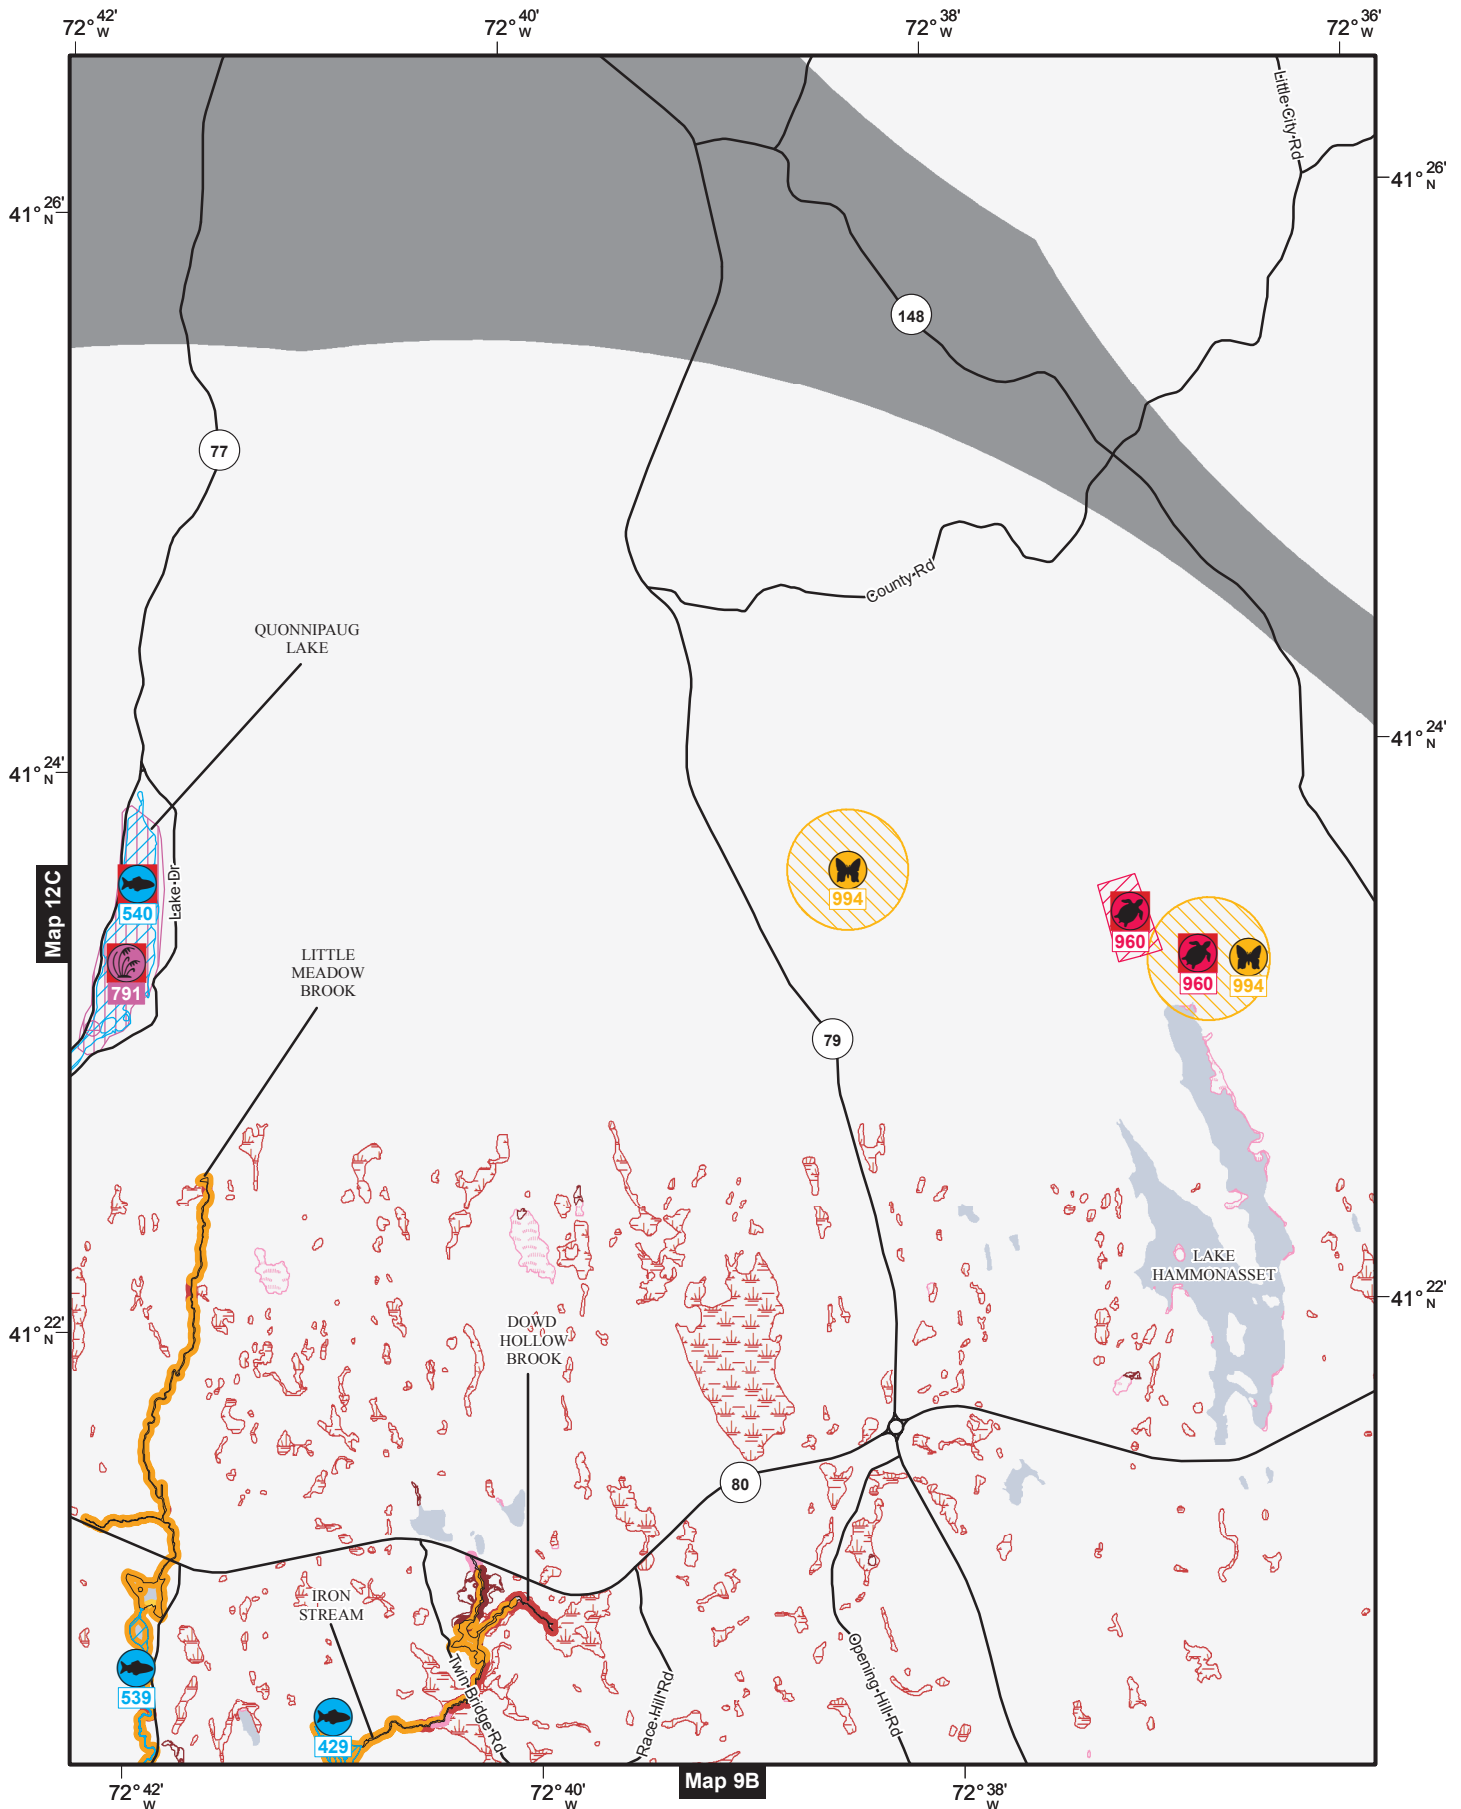 72° 42' W
72° 40' W
72° 38' W
72° 36' W
Little City Rd
41° 26' N
41° 26' N
148
77
County Rd
QUONNIPAUG
LAKE
41° 24' N
41° 24' N
Map 12C
Lake Dr
540
791
994
960
960
994
LITTLE
MEADOW
BROOK
79
LAKE
HAMMONASSET
41° 22' N
41° 22' N
DOWD
HOLLOW
BROOK
80
IRON
STREAM
539
429
Twin Bridge Rd
Race Hill Rd
Opening Hill Rd
72° 42' W
72° 40' W
Map 9B
72° 38' W